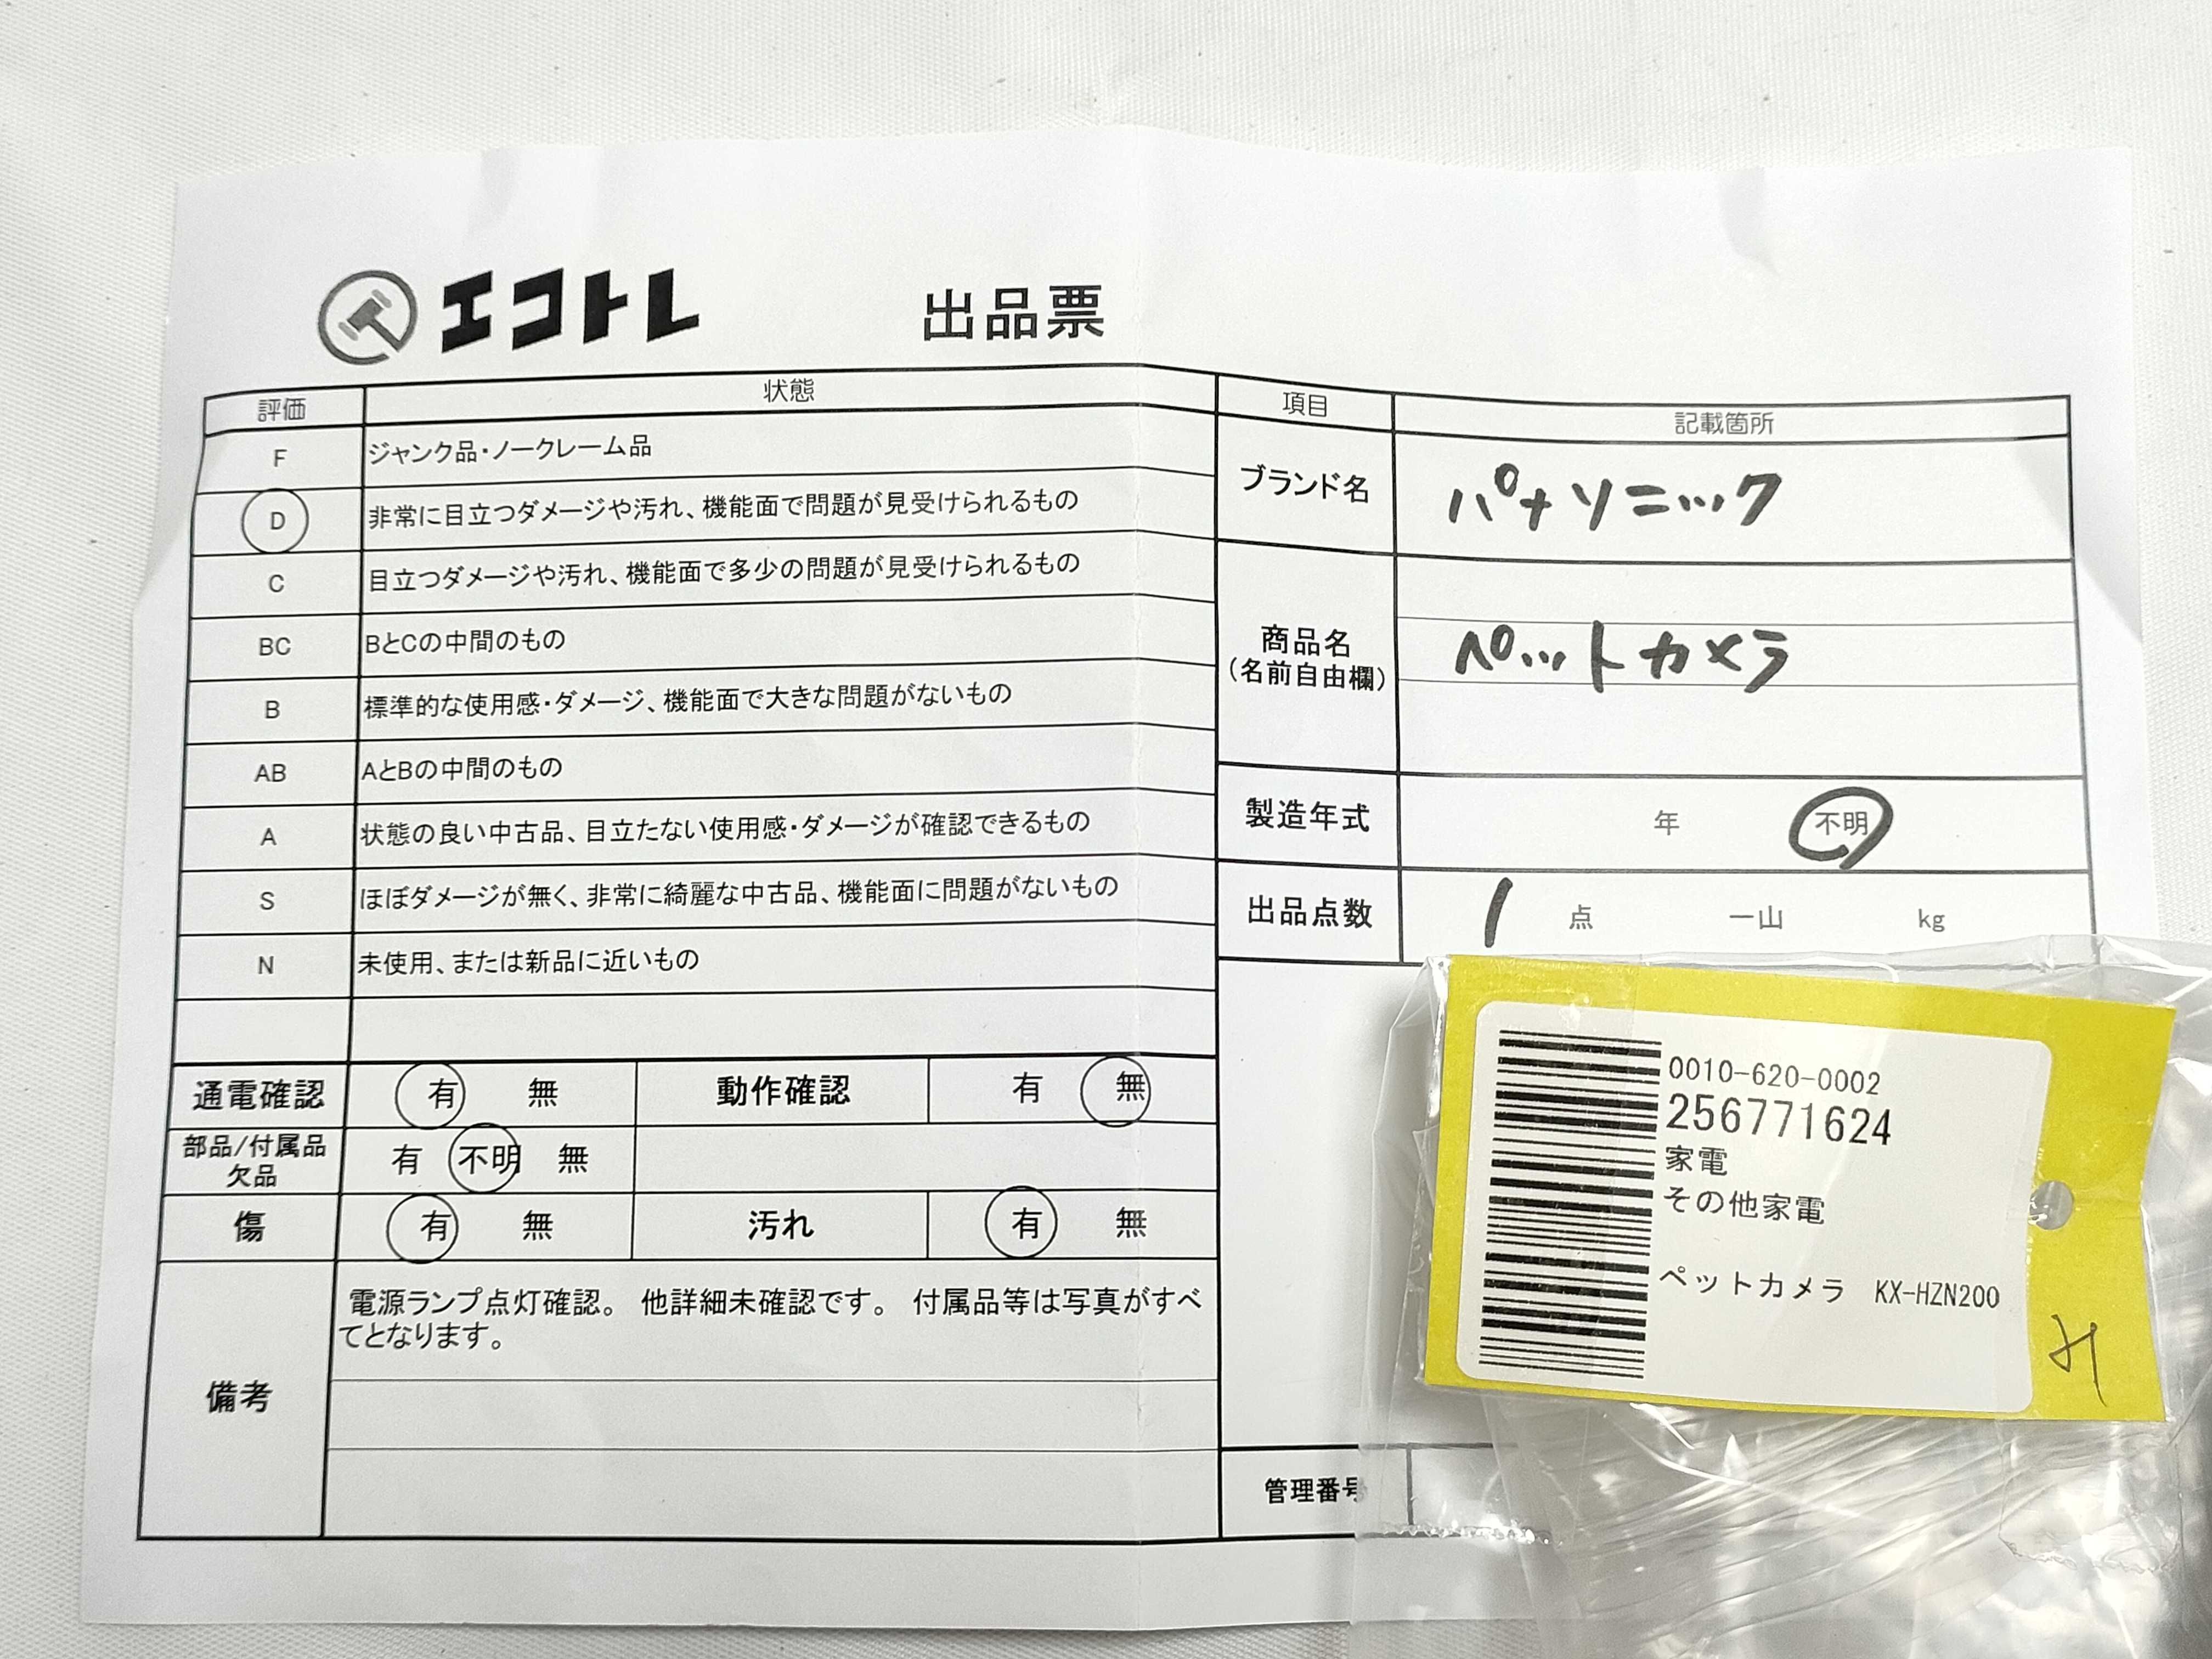 エコトレ 出品票
評価 状態
F ジャンク品・ノークレーム品
D 非常に目立つダメージや汚れ、機能面で問題が見受けられるもの
C 目立つダメージや汚れ、機能面で多少の問題が見受けられるもの
BC BとCの中間のもの
B 標準的な使用感・ダメージ、機能面で大きな問題がないもの
AB AとBの中間のもの
A 状態の良い中古品、目立たない使用感・ダメージが確認できるもの
S ほぼダメージが無く、非常に綺麗な中古品、機能面に問題がないもの
N 未使用、または新品に近いもの
通電確認 有 無 動作確認 有 無
部品/付属品
欠品 有 不明 無
傷 有 無 汚れ 有 無
備考
電源ランプ点灯確認。 他詳細未確認です。 付属品等は写真がすべ
てとなります。
項目 記載箇所
ブランド名 パナソニック
商品名
(名前自由欄) ペットカメラ
製造年式 年 不明
出品点数 1 点 一山 kg
管理番号
0010-620-0002
256771624
家電
その他家電
ペットカメラ KX-HZN200